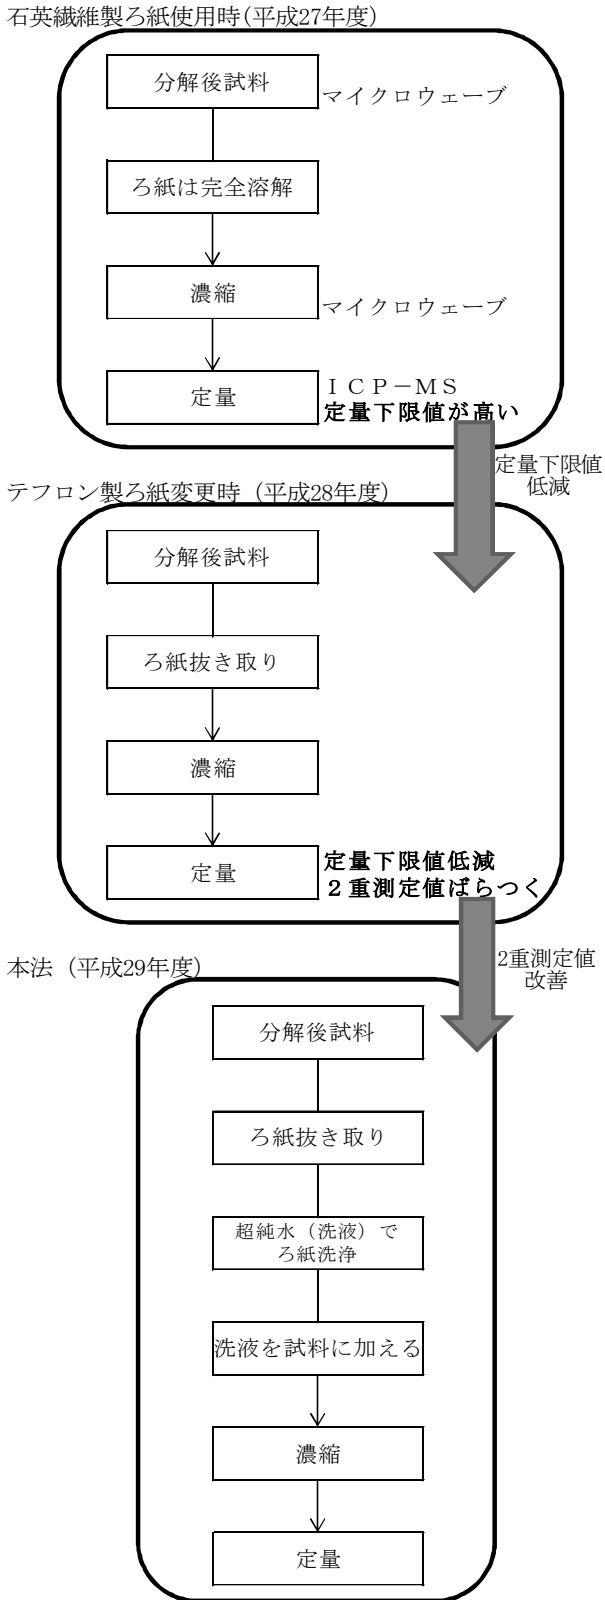 石英繊維製ろ紙使用時(平成27年度)
分解後試料
マイクロウェーブ
ろ紙は完全溶解
濃縮
マイクロウェーブ
定量
ＩＣＰ－ＭＳ
定量下限値が高い
定量下限値
低減
テフロン製ろ紙変更時（平成28年度）
分解後試料
ろ紙抜き取り
濃縮
定量
定量下限値低減
２重測定値ばらつく
2重測定値
改善
本法（平成29年度）
分解後試料
ろ紙抜き取り
超純水（洗液）で
ろ紙洗浄
洗液を試料に加える
濃縮
定量